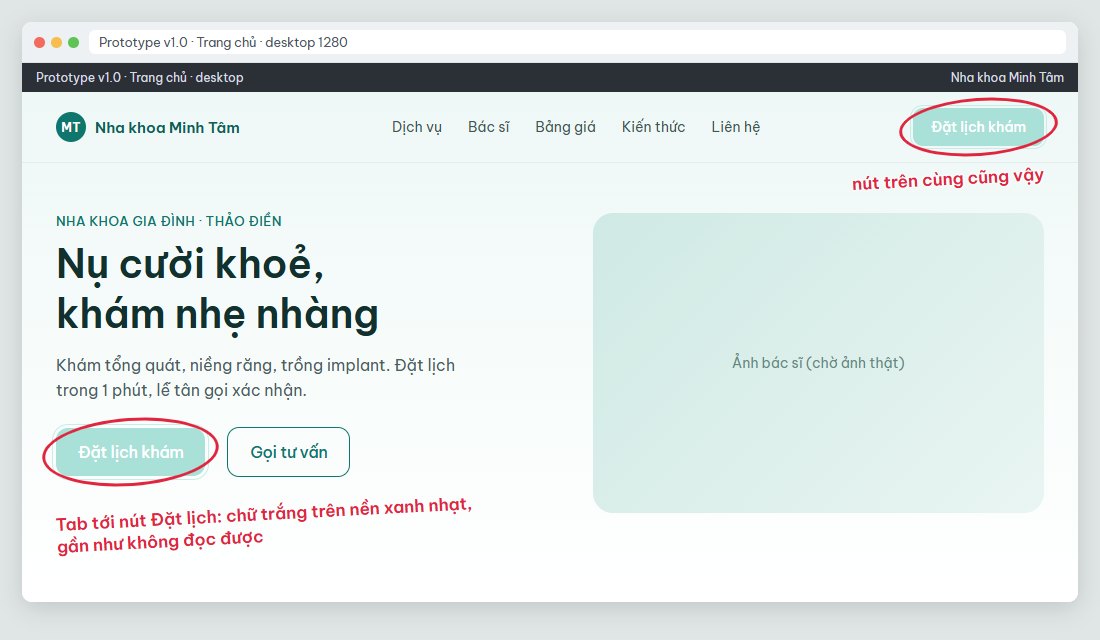 Prototype v1.0 · Trang chủ · desktop 1280
Prototype v1.0 · Trang chủ · desktop
Nha khoa Minh Tâm
MT
Nha khoa Minh Tâm
Dịch vụ
Bác sĩ
Bảng giá
Kiến thức
Liên hệ
Đặt lịch khám
nút trên cùng cũng vậy
NHA KHOA GIA ĐÌNH · THẢO ĐIỀN
Nụ cười khoẻ,
khám nhẹ nhàng
Khám tổng quát, niềng răng, trồng implant. Đặt lịch
trong 1 phút, lễ tân gọi xác nhận.
Đặt lịch khám
Gọi tư vấn
Tab tới nút Đặt lịch: chữ trắng trên nền xanh nhạt,
gần như không đọc được
Ảnh bác sĩ (chờ ảnh thật)